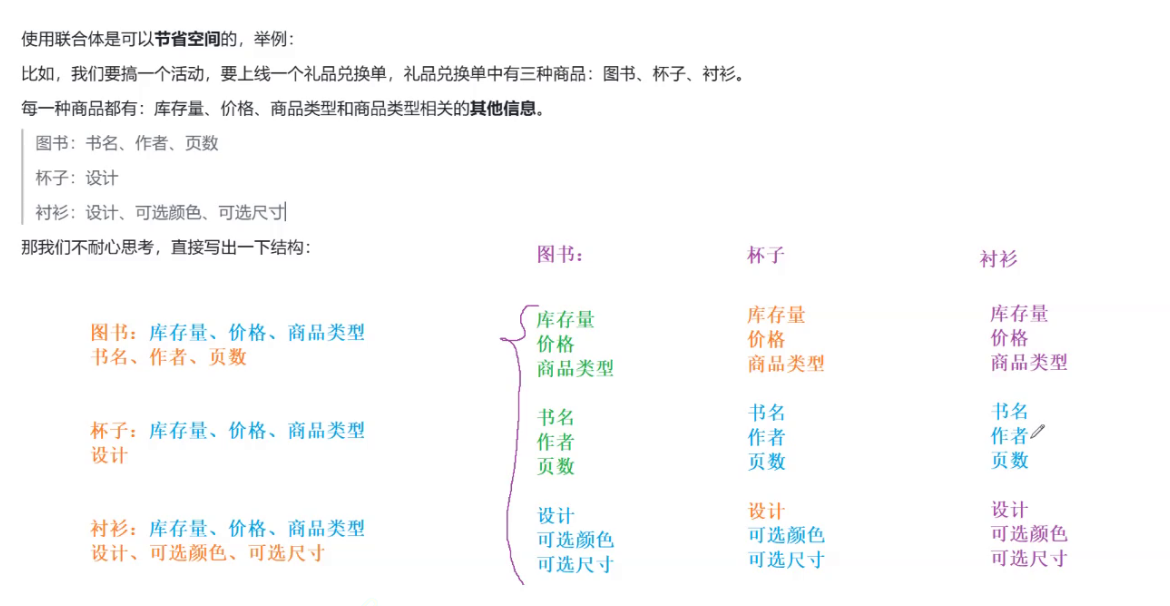 使用联合体是可以节省空间的，举例：
比如，我们要搞一个活动，要上线一个礼品兑换单，礼品兑换单中有三种商品：图书、杯子、衬衫。
每一种商品都有：库存量、价格、商品类型和商品类型相关的其他信息。
图书：书名、作者、页数
杯子：设计
衬衫：设计、可选颜色、可选尺寸
那我们不耐心思考，直接写出一下结构：
图书：库存量、价格、商品类型
书名、作者、页数
杯子：库存量、价格、商品类型
设计
衬衫：库存量、价格、商品类型
设计、可选颜色、可选尺寸
图书：
库存量
价格
商品类型
书名
作者
页数
设计
可选颜色
可选尺寸
杯子
库存量
价格
商品类型
书名
作者
页数
设计
可选颜色
可选尺寸
衬衫
库存量
价格
商品类型
书名
作者
页数
设计
可选颜色
可选尺寸